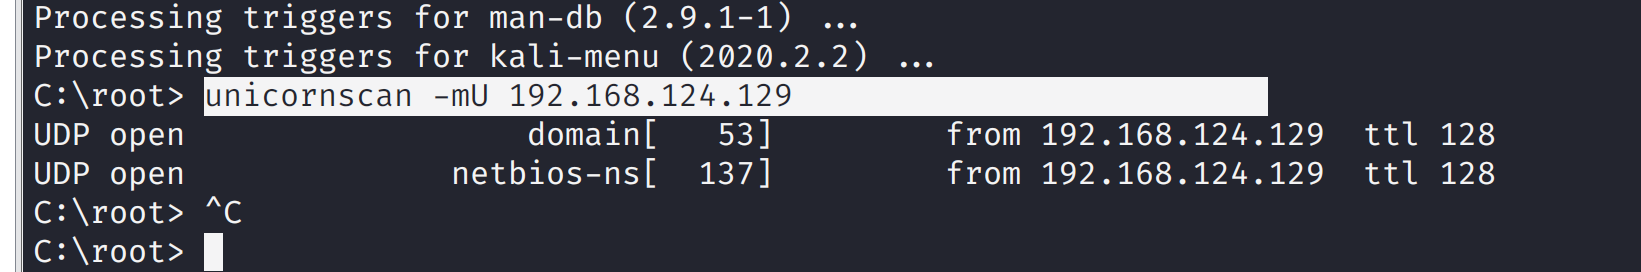 Processing triggers for man-db (2.9.1-1) ...
Processing triggers for kali-menu (2020.2.2) ...
C:\root> unicornscan -mU 192.168.124.129
UDP open                  domain[   53]         from 192.168.124.129  ttl 128
UDP open              netbios-ns[  137]         from 192.168.124.129  ttl 128
C:\root> ^C
C:\root>